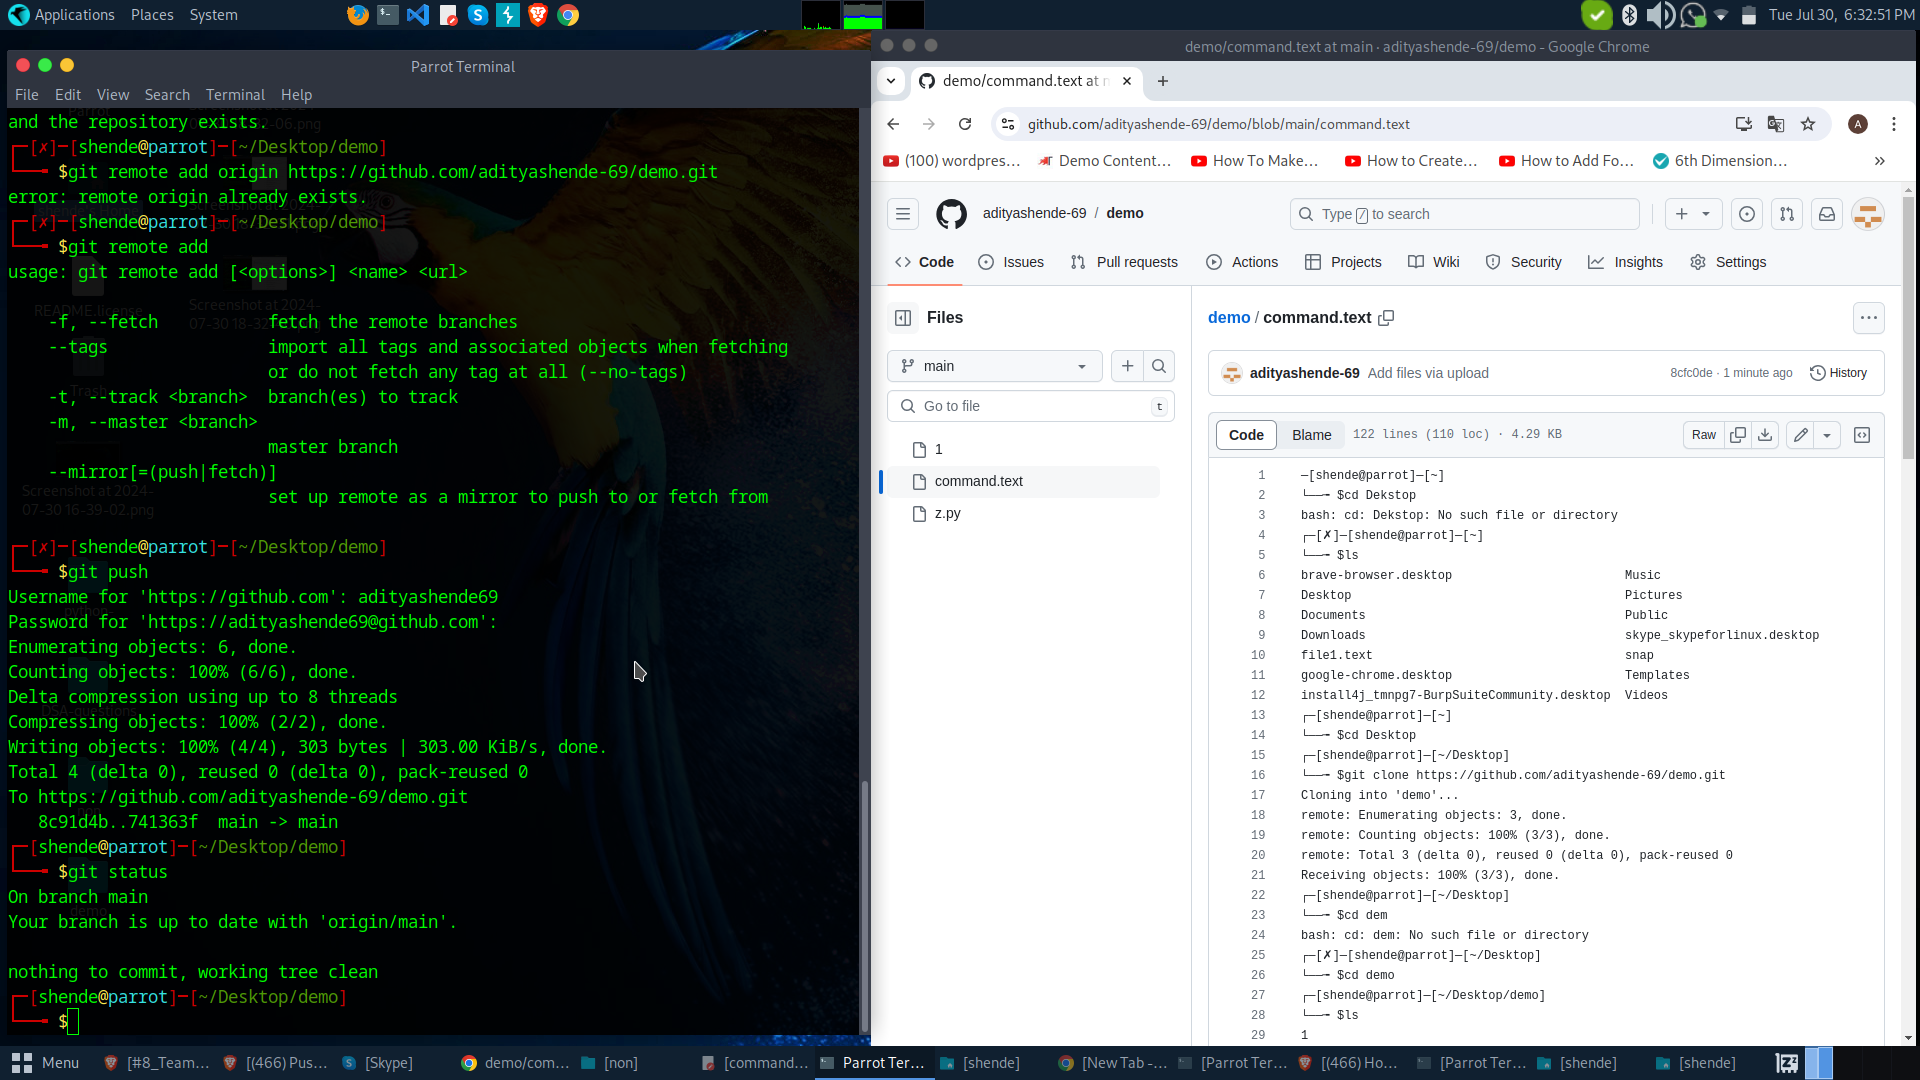 Applications Places System
Tue Jul 30, 6:32:51 PM
Parrot Terminal
File Edit View Search Terminal Help
and the repository exists.
┌─[✗]─[shende@parrot]─[~/Desktop/demo]
└──╼ $git remote add origin https://github.com/adityashende-69/demo.git
error: remote origin already exists.
┌─[✗]─[shende@parrot]─[~/Desktop/demo]
└──╼ $git remote add
usage: git remote add [<options>] <name> <url>
-f, --fetch fetch the remote branches
--tags import all tags and associated objects when fetching
or do not fetch any tag at all (--no-tags)
-t, --track <branch> branch(es) to track
-m, --master <branch>
master branch
--mirror[=(push|fetch)]
set up remote as a mirror to push to or fetch from
┌─[✗]─[shende@parrot]─[~/Desktop/demo]
└──╼ $git push
Username for 'https://github.com': adityashende69
Password for 'https://adityashende69@github.com':
Enumerating objects: 6, done.
Counting objects: 100% (6/6), done.
Delta compression using up to 8 threads
Compressing objects: 100% (2/2), done.
Writing objects: 100% (4/4), 303 bytes | 303.00 KiB/s, done.
Total 4 (delta 0), reused 0 (delta 0), pack-reused 0
To https://github.com/adityashende-69/demo.git
8c91d4b..741363f main -> main
┌─[shende@parrot]─[~/Desktop/demo]
└──╼ $git status
On branch main
Your branch is up to date with 'origin/main'.
nothing to commit, working tree clean
┌─[shende@parrot]─[~/Desktop/demo]
└──╼ $
README.license
Screenshot at 2024-
07-30 18-32
Trash
Screenshot at 2024-
07-30 16-39-02.png
DSA-questions
demo
demo/command.text at main · adityashende-69/demo - Google Chrome
demo/command.text at m
github.com/adityashende-69/demo/blob/main/command.text
A
(100) wordpres… Demo Content… How To Make… How to Create… How to Add Fo… 6th Dimension… »
adityashende-69 / demo
Type / to search
Code Issues Pull requests Actions Projects Wiki Security Insights Settings
Files
main
Go to file t
1
command.text
z.py
demo / command.text
adityashende-69 Add files via upload 8cfc0de · 1 minute ago History
Code Blame 122 lines (110 loc) · 4.29 KB Raw
1 ─[shende@parrot]─[~]
2 └──╼ $cd Dekstop
3 bash: cd: Dekstop: No such file or directory
4 ┌─[✗]─[shende@parrot]─[~]
5 └──╼ $ls
6 brave-browser.desktop Music
7 Desktop Pictures
8 Documents Public
9 Downloads skype_skypeforlinux.desktop
10 file1.text snap
11 google-chrome.desktop Templates
12 install4j_tmnpg7-BurpSuiteCommunity.desktop Videos
13 ┌─[shende@parrot]─[~]
14 └──╼ $cd Desktop
15 ┌─[shende@parrot]─[~/Desktop]
16 └──╼ $git clone https://github.com/adityashende-69/demo.git
17 Cloning into 'demo'...
18 remote: Enumerating objects: 3, done.
19 remote: Counting objects: 100% (3/3), done.
20 remote: Total 3 (delta 0), reused 0 (delta 0), pack-reused 0
21 Receiving objects: 100% (3/3), done.
22 ┌─[shende@parrot]─[~/Desktop]
23 └──╼ $cd dem
24 bash: cd: dem: No such file or directory
25 ┌─[✗]─[shende@parrot]─[~/Desktop]
26 └──╼ $cd demo
27 ┌─[shende@parrot]─[~/Desktop/demo]
28 └──╼ $ls
29 1
Menu [#8_Team… [(466) Pus… [Skype] demo/com… [non] [command… Parrot Ter… [shende] [New Tab -… [Parrot Ter… [(466) Ho… [Parrot Ter… [shende] [shende]